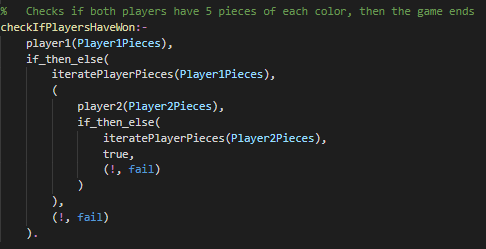 %   Checks if both players have 5 pieces of each color, then the game ends
checkIfPlayersHaveWon:-
    player1(Player1Pieces),
    if_then_else(
        iteratePlayerPieces(Player1Pieces),
        (
            player2(Player2Pieces),
            if_then_else(
                iteratePlayerPieces(Player2Pieces),
                true,
                (!, fail)
            )
        ),
        (!, fail)
    ).